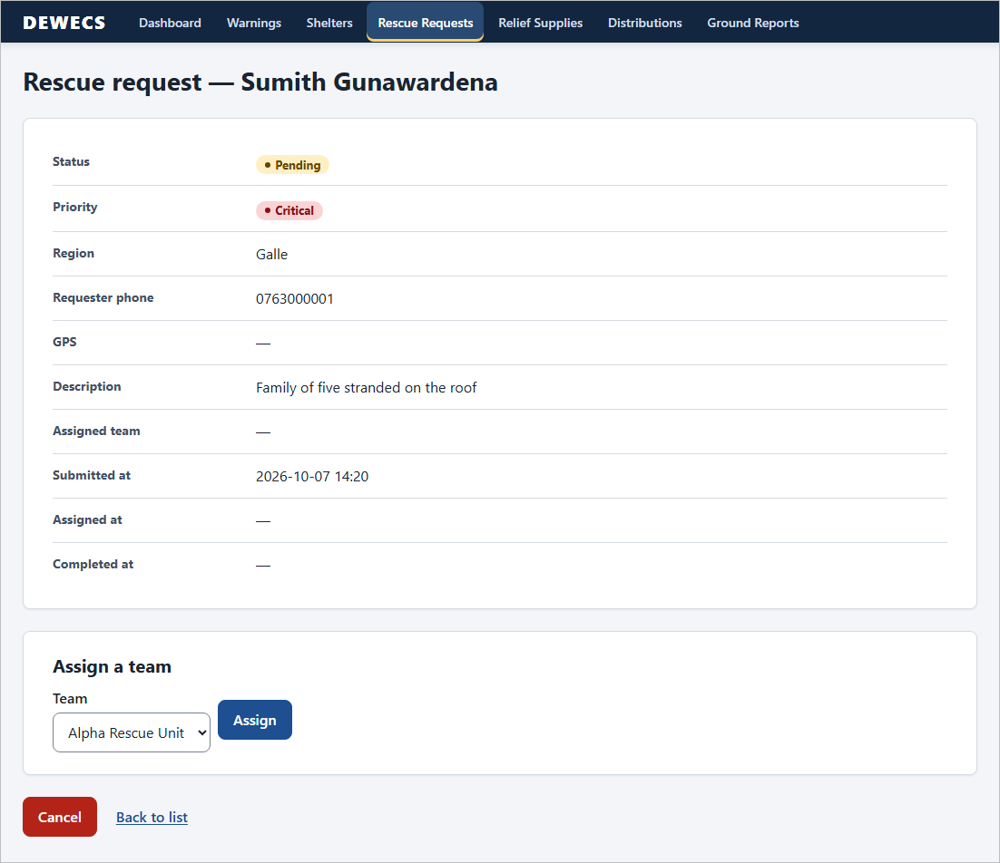 DEWECS Dashboard Warnings Shelters Rescue Requests Relief Supplies Distributions Ground Reports
Rescue request — Sumith Gunawardena
Status Pending
Priority Critical
Region Galle
Requester phone 0763000001
GPS —
Description Family of five stranded on the roof
Assigned team —
Submitted at 2026-10-07 14:20
Assigned at —
Completed at —
Assign a team
Team
Alpha Rescue Unit Assign
Cancel Back to list